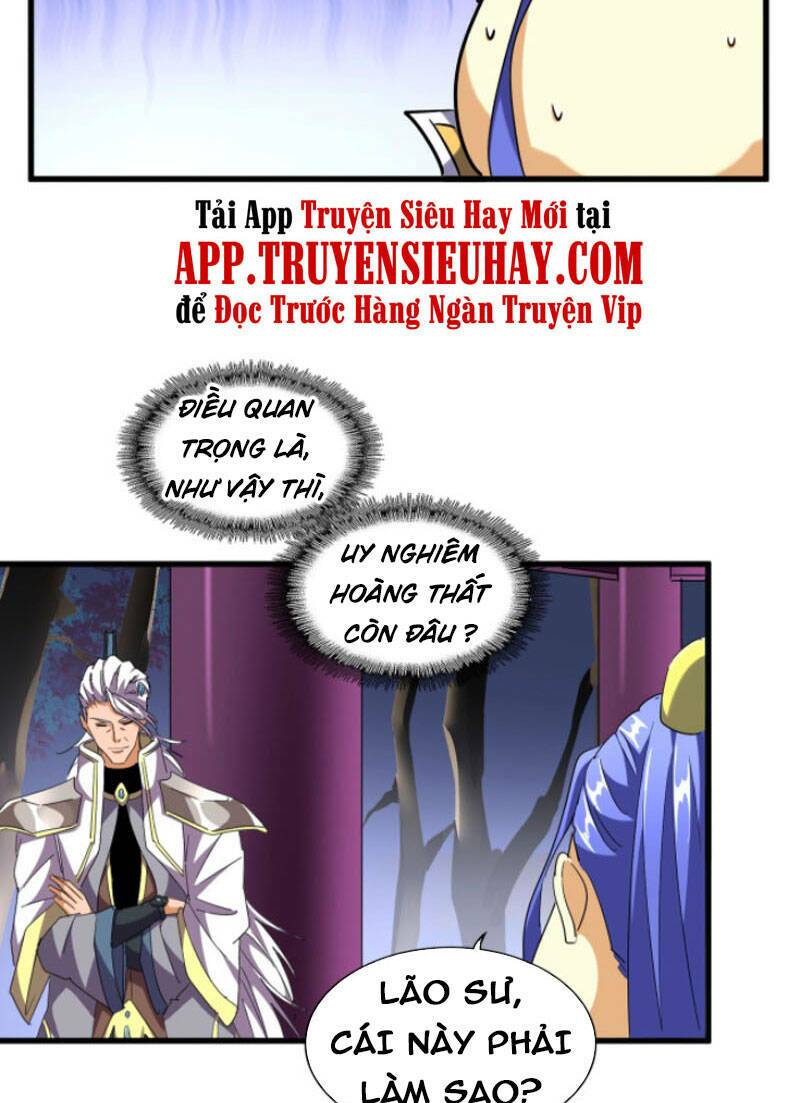 Tải App Truyện Siêu Hay Mới tại
APP.TRUYENSIEUHAY.COM
để Đọc Trước Hàng Ngàn Truyện Vip
ĐIỀU QUAN
TRỌNG LÀ,
NHƯ VẬY THÌ,
UY NGHIÊM
HOÀNG THẤT
CÒN ĐÂU ?
LÃO SƯ,
CÁI NÀY PHẢI
LÀM SAO?